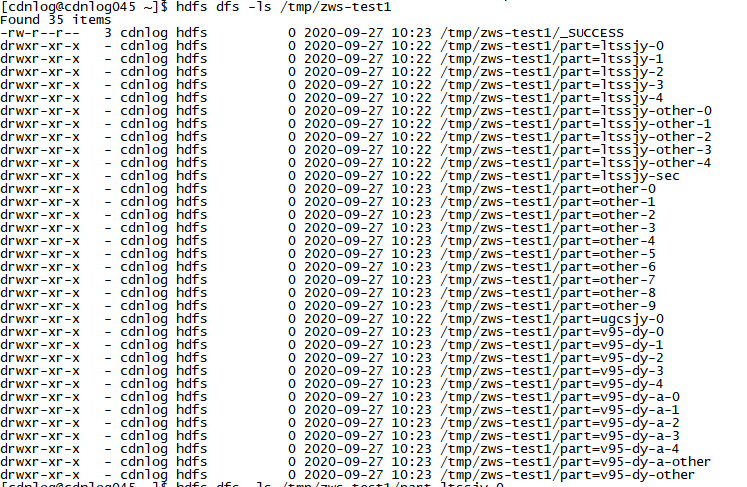 [cdnlog@cdnlog045 ~]$ hdfs dfs -ls /tmp/zws-test1
Found 35 items
-rw-r--r--   3 cdnlog hdfs          0 2020-09-27 10:23 /tmp/zws-test1/_SUCCESS
drwxr-xr-x   - cdnlog hdfs          0 2020-09-27 10:22 /tmp/zws-test1/part=ltssjy-0
drwxr-xr-x   - cdnlog hdfs          0 2020-09-27 10:22 /tmp/zws-test1/part=ltssjy-1
drwxr-xr-x   - cdnlog hdfs          0 2020-09-27 10:22 /tmp/zws-test1/part=ltssjy-2
drwxr-xr-x   - cdnlog hdfs          0 2020-09-27 10:22 /tmp/zws-test1/part=ltssjy-3
drwxr-xr-x   - cdnlog hdfs          0 2020-09-27 10:22 /tmp/zws-test1/part=ltssjy-4
drwxr-xr-x   - cdnlog hdfs          0 2020-09-27 10:22 /tmp/zws-test1/part=ltssjy-other-0
drwxr-xr-x   - cdnlog hdfs          0 2020-09-27 10:22 /tmp/zws-test1/part=ltssjy-other-1
drwxr-xr-x   - cdnlog hdfs          0 2020-09-27 10:22 /tmp/zws-test1/part=ltssjy-other-2
drwxr-xr-x   - cdnlog hdfs          0 2020-09-27 10:22 /tmp/zws-test1/part=ltssjy-other-3
drwxr-xr-x   - cdnlog hdfs          0 2020-09-27 10:22 /tmp/zws-test1/part=ltssjy-other-4
drwxr-xr-x   - cdnlog hdfs          0 2020-09-27 10:22 /tmp/zws-test1/part=ltssjy-sec
drwxr-xr-x   - cdnlog hdfs          0 2020-09-27 10:23 /tmp/zws-test1/part=other-0
drwxr-xr-x   - cdnlog hdfs          0 2020-09-27 10:23 /tmp/zws-test1/part=other-1
drwxr-xr-x   - cdnlog hdfs          0 2020-09-27 10:23 /tmp/zws-test1/part=other-2
drwxr-xr-x   - cdnlog hdfs          0 2020-09-27 10:23 /tmp/zws-test1/part=other-3
drwxr-xr-x   - cdnlog hdfs          0 2020-09-27 10:23 /tmp/zws-test1/part=other-4
drwxr-xr-x   - cdnlog hdfs          0 2020-09-27 10:23 /tmp/zws-test1/part=other-5
drwxr-xr-x   - cdnlog hdfs          0 2020-09-27 10:23 /tmp/zws-test1/part=other-6
drwxr-xr-x   - cdnlog hdfs          0 2020-09-27 10:23 /tmp/zws-test1/part=other-7
drwxr-xr-x   - cdnlog hdfs          0 2020-09-27 10:23 /tmp/zws-test1/part=other-8
drwxr-xr-x   - cdnlog hdfs          0 2020-09-27 10:23 /tmp/zws-test1/part=other-9
drwxr-xr-x   - cdnlog hdfs          0 2020-09-27 10:22 /tmp/zws-test1/part=ugcsjy-0
drwxr-xr-x   - cdnlog hdfs          0 2020-09-27 10:23 /tmp/zws-test1/part=v95-dy-0
drwxr-xr-x   - cdnlog hdfs          0 2020-09-27 10:23 /tmp/zws-test1/part=v95-dy-1
drwxr-xr-x   - cdnlog hdfs          0 2020-09-27 10:23 /tmp/zws-test1/part=v95-dy-2
drwxr-xr-x   - cdnlog hdfs          0 2020-09-27 10:23 /tmp/zws-test1/part=v95-dy-3
drwxr-xr-x   - cdnlog hdfs          0 2020-09-27 10:23 /tmp/zws-test1/part=v95-dy-4
drwxr-xr-x   - cdnlog hdfs          0 2020-09-27 10:23 /tmp/zws-test1/part=v95-dy-a-0
drwxr-xr-x   - cdnlog hdfs          0 2020-09-27 10:23 /tmp/zws-test1/part=v95-dy-a-1
drwxr-xr-x   - cdnlog hdfs          0 2020-09-27 10:23 /tmp/zws-test1/part=v95-dy-a-2
drwxr-xr-x   - cdnlog hdfs          0 2020-09-27 10:23 /tmp/zws-test1/part=v95-dy-a-3
drwxr-xr-x   - cdnlog hdfs          0 2020-09-27 10:23 /tmp/zws-test1/part=v95-dy-a-4
drwxr-xr-x   - cdnlog hdfs          0 2020-09-27 10:23 /tmp/zws-test1/part=v95-dy-a-other
drwxr-xr-x   - cdnlog hdfs          0 2020-09-27 10:23 /tmp/zws-test1/part=v95-dy-other
[cdnlog@cdnlog045 ~]$ hdfs dfs -ls